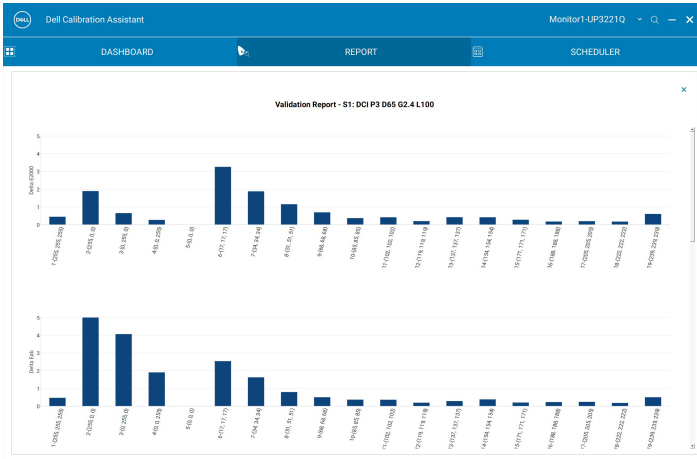 DELL Dell Calibration Assistant Monitor1-UP3221Q
DASHBOARD REPORT SCHEDULER
Validation Report - S1: DCI P3 D65 G2.4 L100
Delta E2000
5
4
3
2
1
0
1-(255, 255, 255) 2-(255, 0, 0) 3-(0, 255, 0) 4-(0, 0, 255) 5-(0, 0, 0) 6-(17, 17, 17) 7-(34, 34, 34) 8-(51, 51, 51) 9-(68, 68, 68) 10-(85, 85, 85) 11-(102, 102, 102) 12-(119, 119, 119) 13-(137, 137, 137) 14-(154, 154, 154) 15-(171, 171, 171) 16-(188, 188, 188) 17-(205, 205, 205) 18-(222, 222, 222) 19-(239, 239, 239)
Delta Eab
5
4
3
2
1
0
1-(255, 255, 255) 2-(255, 0, 0) 3-(0, 255, 0) 4-(0, 0, 255) 5-(0, 0, 0) 6-(17, 17, 17) 7-(34, 34, 34) 8-(51, 51, 51) 9-(68, 68, 68) 10-(85, 85, 85) 11-(102, 102, 102) 12-(119, 119, 119) 13-(137, 137, 137) 14-(154, 154, 154) 15-(171, 171, 171) 16-(188, 188, 188) 17-(205, 205, 205) 18-(222, 222, 222) 19-(239, 239, 239)